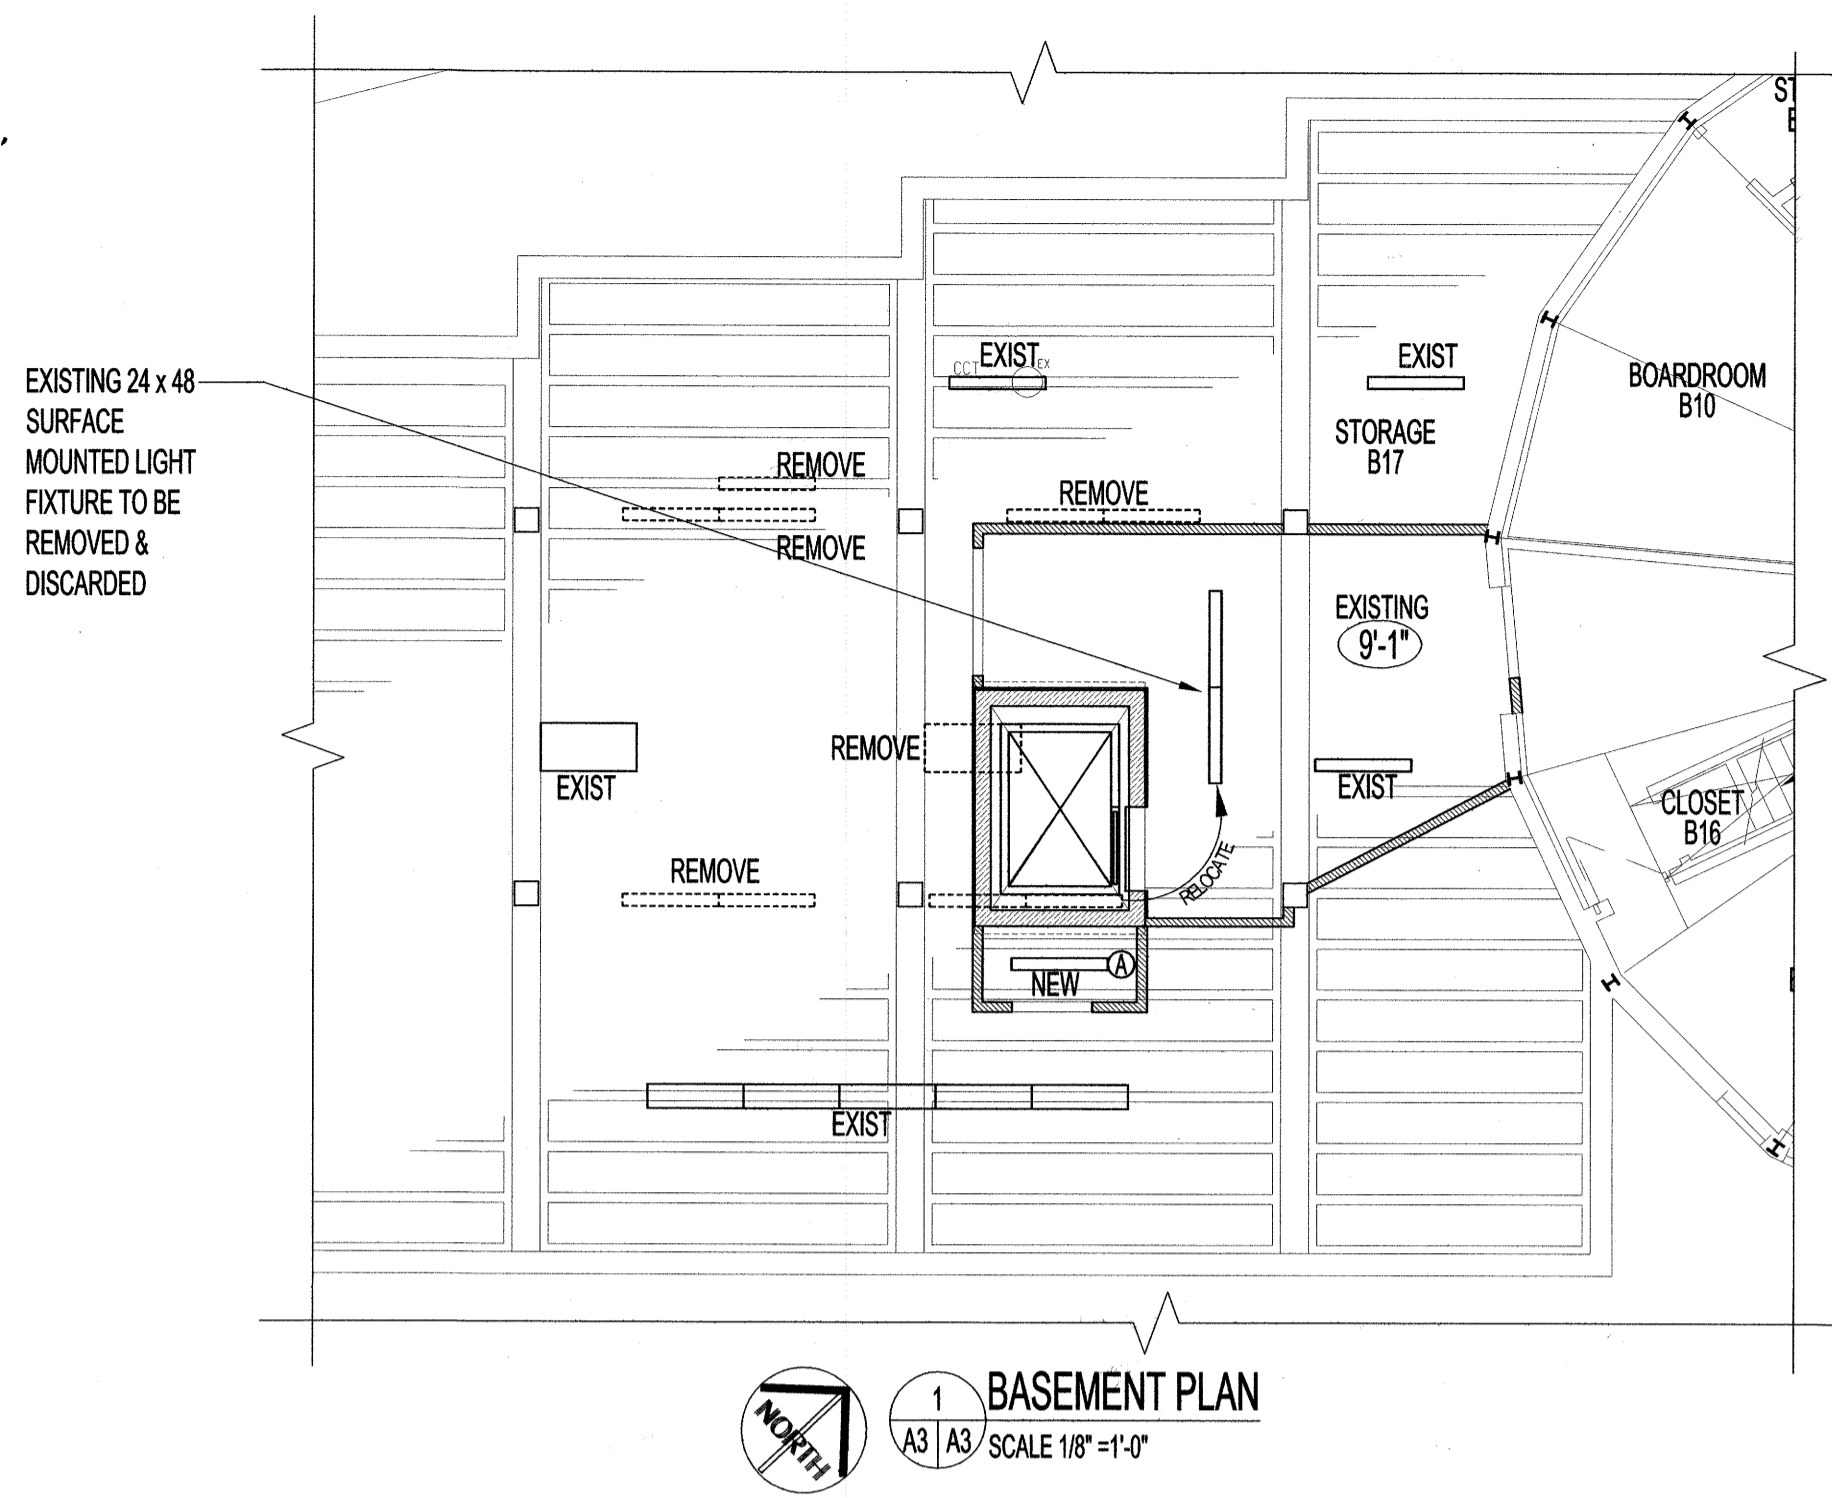 EXISTING 24 x 48
SURFACE
MOUNTED LIGHT
FIXTURE TO BE
REMOVED &
DISCARDED
EXIST
CCT
EX
EXIST
STORAGE
B17
BOARDROOM
B10
REMOVE
REMOVE
REMOVE
EXISTING
9'-1"
EXIST
REMOVE
EXIST
CLOSET
B16
REMOVE
RELOCATE
A
NEW
EXIST
NORTH
1
A3
A3
BASEMENT PLAN
SCALE 1/8" =1'-0"